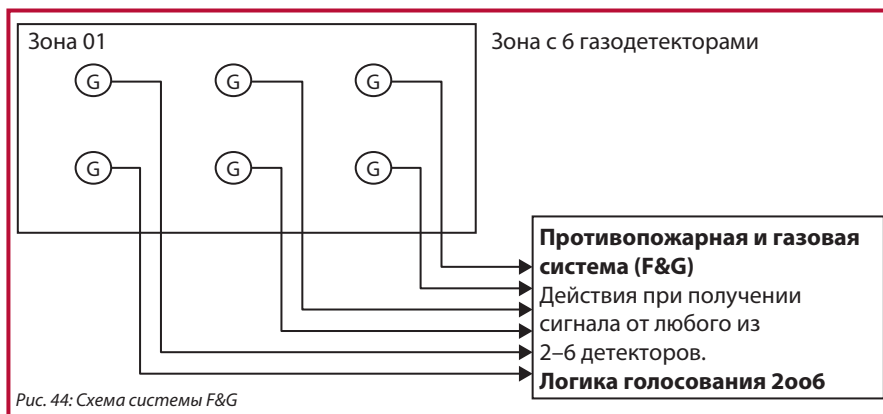 Зона 01
Зона с 6 газодетекторами
G G G
G G G
Противопожарная и газовая
система (F&G)
Действия при получении
сигнала от любого из
2–6 детекторов.
Логика голосования 2oo6
Рис. 44: Схема системы F&G